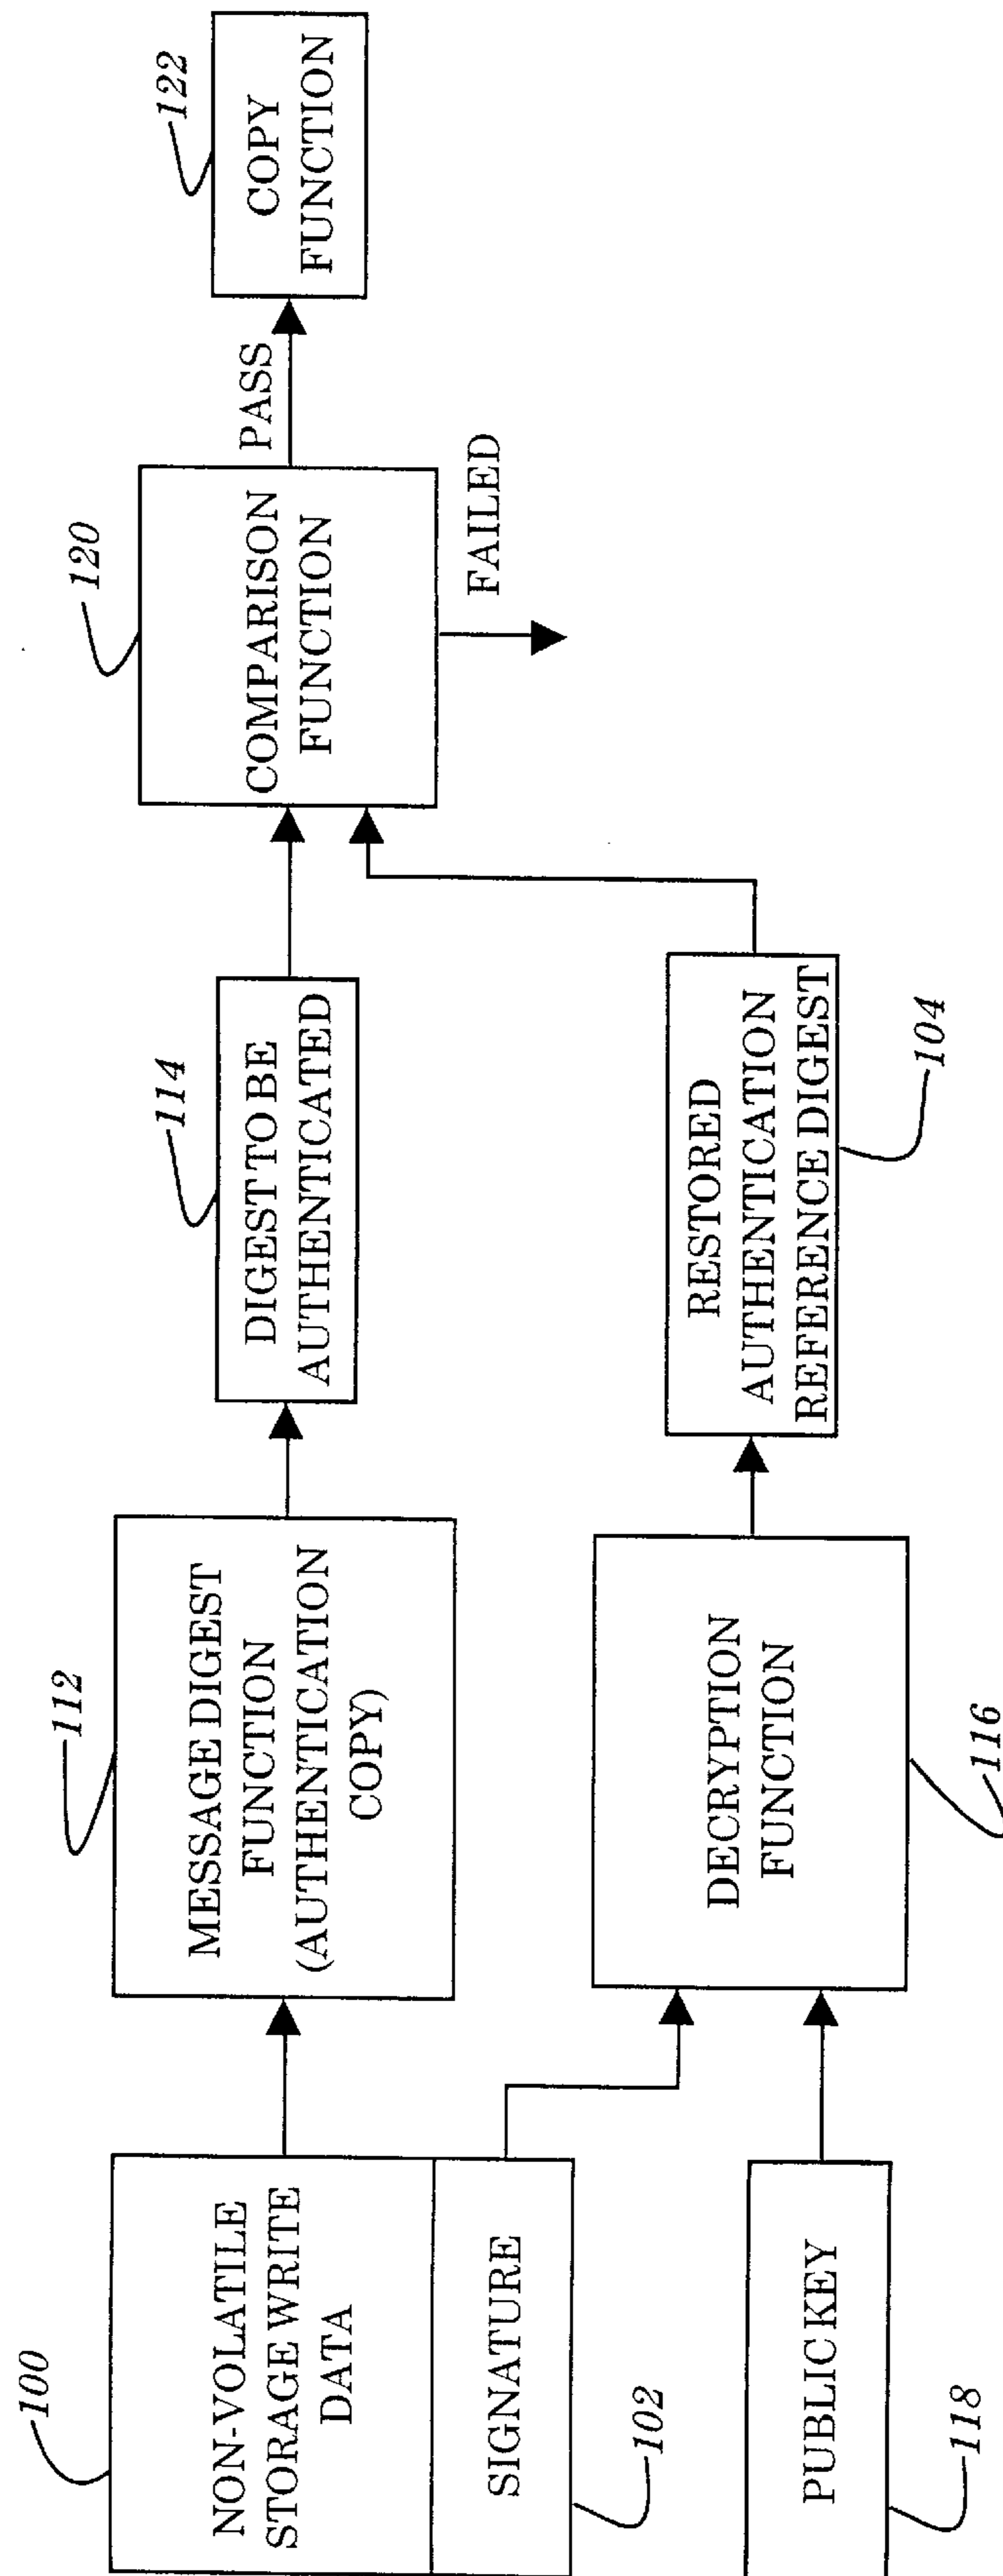 100
NON-VOLATILE
STORAGE WRITE
DATA
SIGNATURE
102
PUBLIC KEY
118
112
MESSAGE DIGEST
FUNCTION
(AUTHENTICATION
COPY)
DECRYPTION
FUNCTION
116
114
DIGEST TO BE
AUTHENTICATED
RESTORED
AUTHENTICATION
REFERENCE DIGEST
104
120
COMPARISON
FUNCTION
PASS
FAILED
122
COPY
FUNCTION